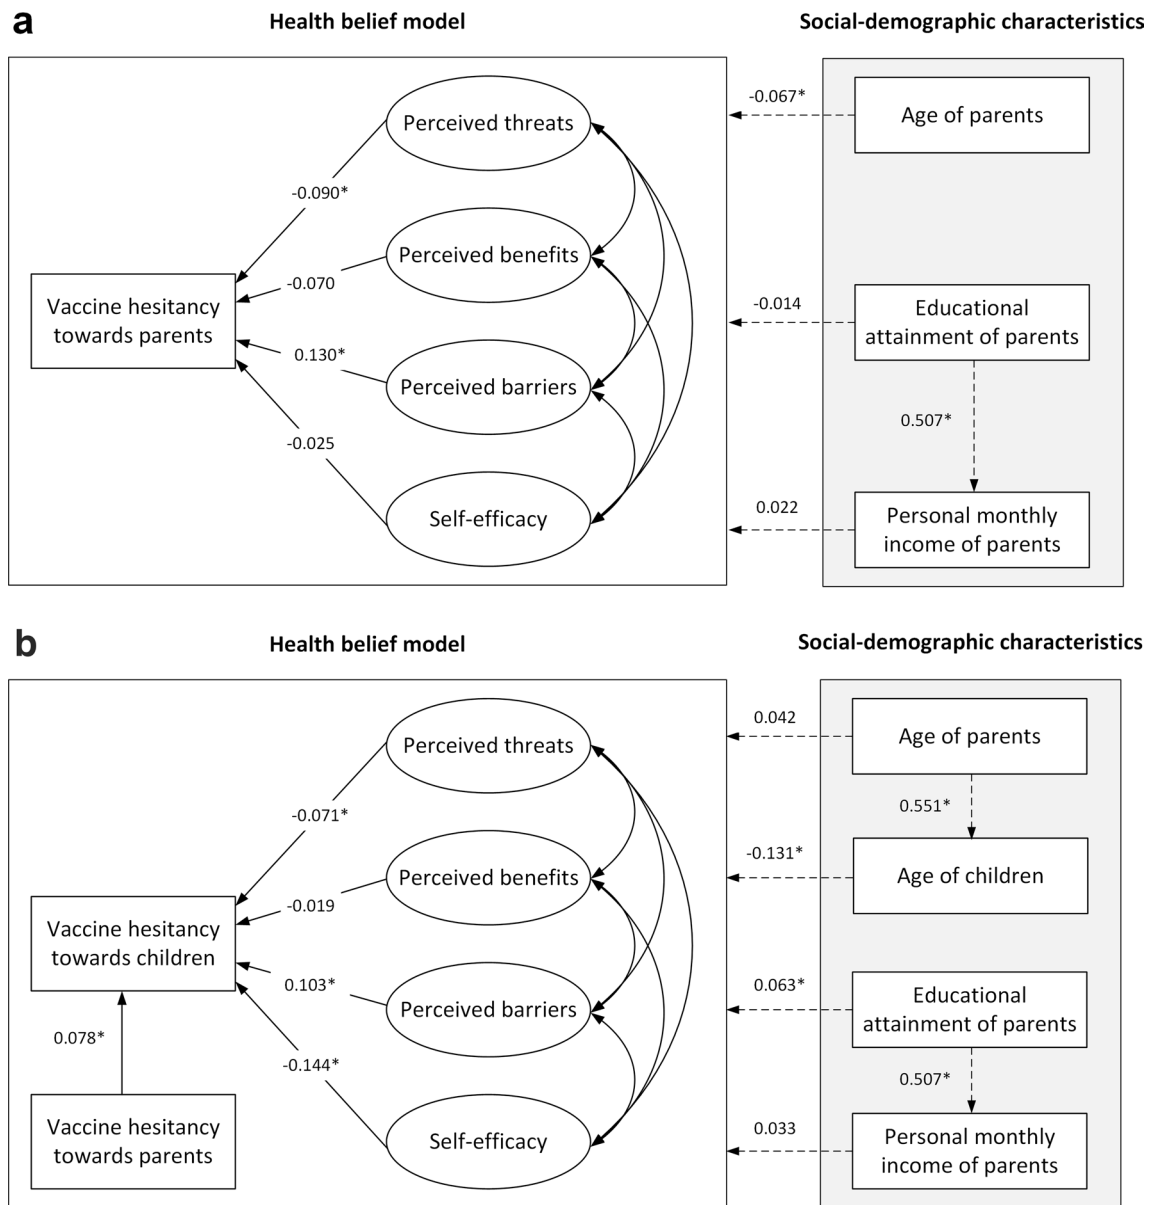 a
Health belief model
Social-demographic characteristics
Perceived threats
-0.067*
Age of parents
-0.090*
Perceived benefits
-0.070
Vaccine hesitancy
towards parents
-0.014
Educational
attainment of parents
0.130*
Perceived barriers
0.507*
-0.025
Self-efficacy
0.022
Personal monthly
income of parents
b
Health belief model
Social-demographic characteristics
Perceived threats
0.042
Age of parents
0.551*
-0.071*
Perceived benefits
-0.131*
Age of children
-0.019
Vaccine hesitancy
towards children
0.103*
Perceived barriers
0.063*
Educational
attainment of parents
0.078*
-0.144*
0.507*
Vaccine hesitancy
towards parents
Self-efficacy
0.033
Personal monthly
income of parents